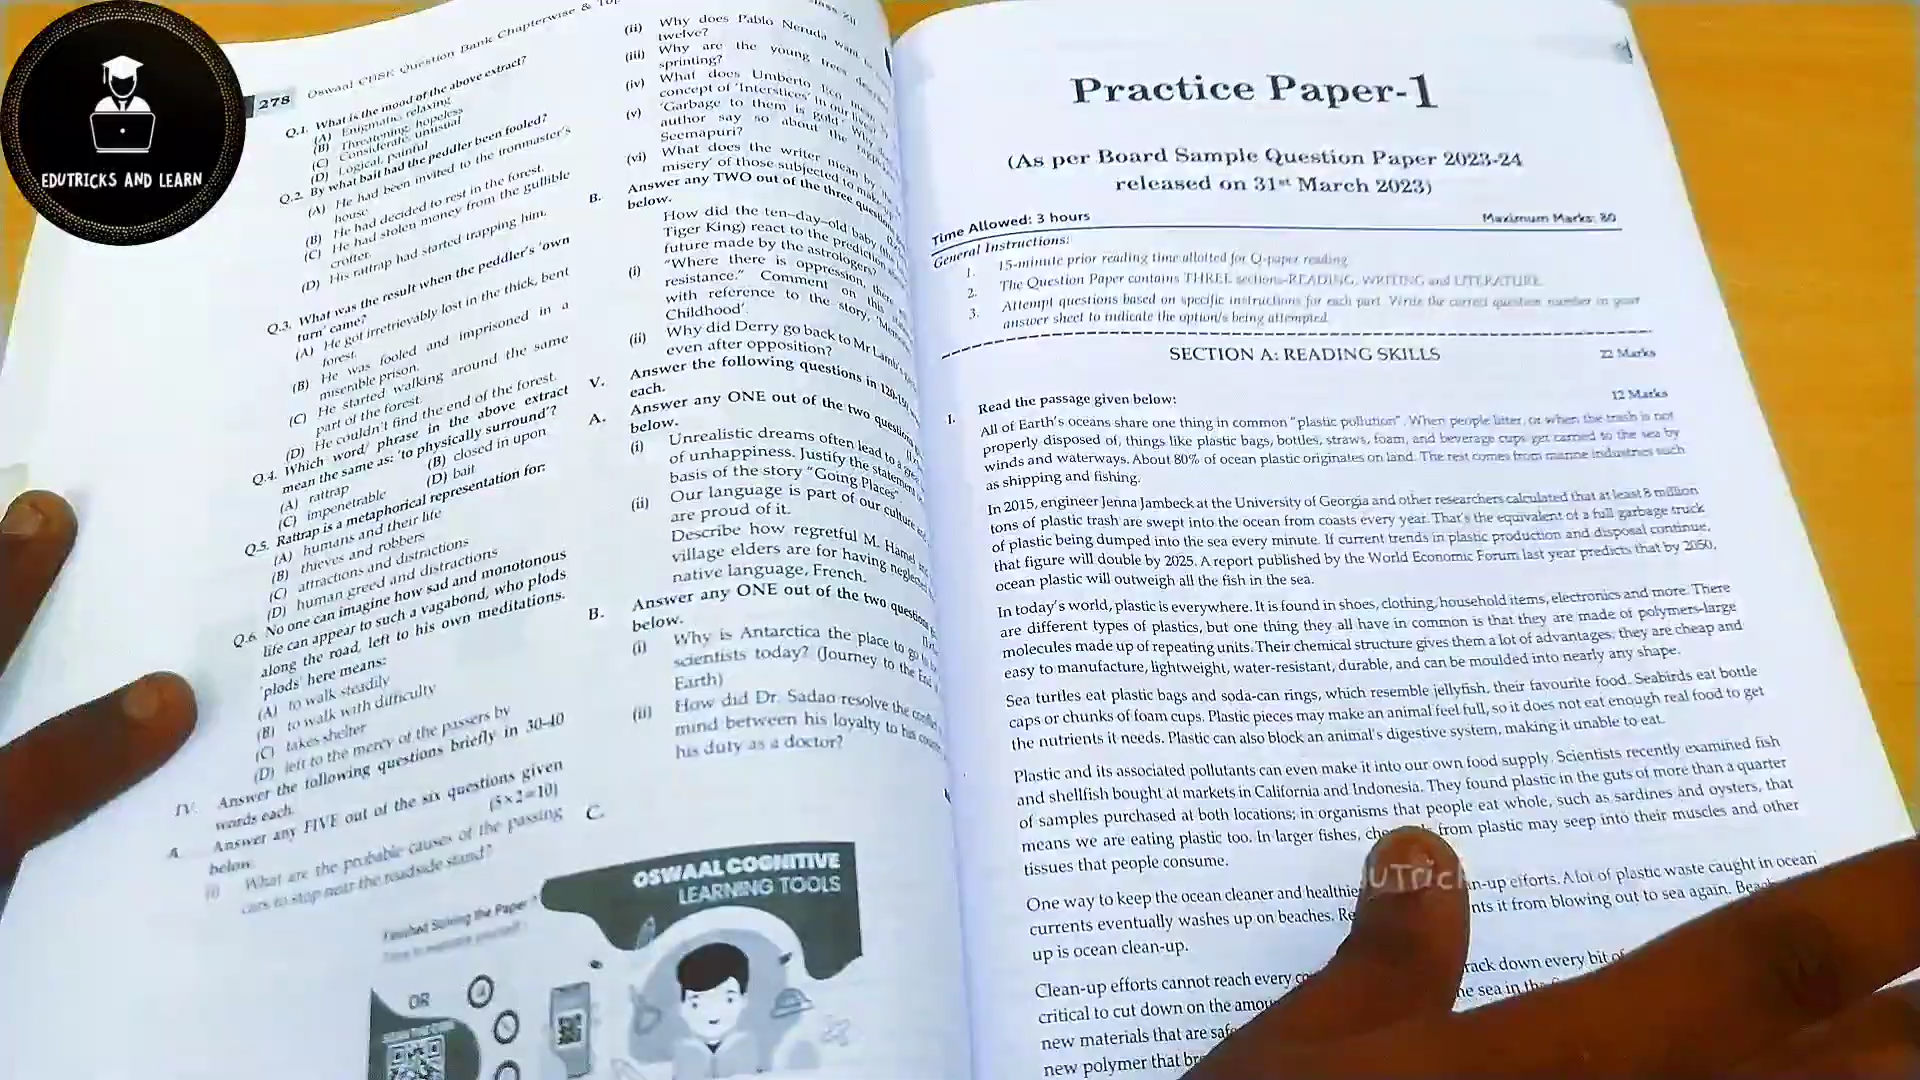 EDUTRICKS AND LEARN
278
Oswaal CBSE Question Bank Chapterwise &
Q.1. What is the mood of the above extract?
(A) Enigmatic, relaxing
(B) Threatening, hopeless
(C) Considerate, unusual
(D) Logical, painful
Q.2. By what bait had the peddler been fooled?
(A) He had been invited to the ironmaster's
house.
(B) He had decided to rest in the forest.
(C) He had stolen money from the gullible
crofter.
(D) His rattrap had started trapping him.
Q.3. What was the result when the peddler's 'own
turn' came?
(A) He got irretrievably lost in the thick, bent
forest.
(B) He was fooled and imprisoned in a
miserable prison.
(C) He started walking around the same
part of the forest.
(D) He couldn't find the end of the forest.
Q.4. Which word/ phrase in the above extract
mean the same as: 'to physically surround'?
(A) rattrap (B) closed in upon
(C) impenetrable (D) bait
Q.5. Rattrap is a metaphorical representation for:
(A) humans and their life
(B) thieves and robbers
(C) attractions and distractions
(D) human greed and distractions
Q.6. No one can imagine how sad and monotonous
life can appear to such a vagabond, who plods
along the road, left to his own meditations.
'plods' here means:
(A) to walk steadily
(B) to walk with difficulty
(C) takes shelter
(D) left to the mercy of the passers by
IV. Answer the following questions briefly in 30-40
words each.
A. Answer any FIVE out of the six questions given
below. (5×2=10)
(i) What are the probable causes of the passing
cars to stop near the roadside stand?
(ii) Why does Pablo Neruda want
twelve?
(iii) Why are the young trees
sprinting?
(iv) What does Umberto Eco
concept of 'Interstices' in our lives?
(v) 'Garbage to them is gold'. Why
author say so about the
Seemapuri?
(vi) What does the writer mean by
misery' of those subjected to
B. Answer any TWO out of the three
below.
How did the ten–day–old baby
Tiger King) react to the prediction
future made by the astrologers?
(i) "Where there is oppression,
resistance." Comment on this
with reference to the story,
Childhood'.
(ii) Why did Derry go back to Mr Lamb's
even after opposition?
V. Answer the following questions in
each.
A. Answer any ONE out of the two questions
below.
(i) Unrealistic dreams often lead to a
of unhappiness. Justify the statement
basis of the story "Going Places".
(ii) Our language is part of our culture
are proud of it.
Describe how regretful M. Hamel
village elders are for having
native language, French.
B. Answer any ONE out of the two questions
below.
(i) Why is Antarctica the place to go
scientists today? (Journey to the End
Earth)
(ii) How did Dr. Sadao resolve the
mind between his loyalty to his
his duty as a doctor?
C.
Finished Solving the Paper
OSWAAL COGNITIVE
LEARNING TOOLS
OR
Practice Paper-1
(As per Board Sample Question Paper 2023-24
released on 31st March 2023)
Time Allowed: 3 hours Maximum Marks: 80
General Instructions:
1. 15-minute prior reading time allotted for Q-paper reading.
2. The Question Paper contains THREE sections-READING, WRITING and LITERATURE.
3. Attempt questions based on specific instructions for each part. Write the correct question number in your
answer sheet to indicate the option/s being attempted.
SECTION A: READING SKILLS 22 Marks
12 Marks
I. Read the passage given below:
All of Earth's oceans share one thing in common "plastic pollution". When people litter, or when the trash is not
properly disposed of, things like plastic bags, bottles, straws, foam, and beverage cups get carried to the sea by
winds and waterways. About 80% of ocean plastic originates on land. The rest comes from marine industries such
as shipping and fishing.
In 2015, engineer Jenna Jambeck at the University of Georgia and other researchers calculated that at least 8 million
tons of plastic trash are swept into the ocean from coasts every year. That's the equivalent of a full garbage truck
of plastic being dumped into the sea every minute. If current trends in plastic production and disposal continue,
that figure will double by 2025. A report published by the World Economic Forum last year predicts that by 2050,
ocean plastic will outweigh all the fish in the sea.
In today's world, plastic is everywhere. It is found in shoes, clothing, household items, electronics and more. There
are different types of plastics, but one thing they all have in common is that they are made of polymers-large
molecules made up of repeating units. Their chemical structure gives them a lot of advantages: they are cheap and
easy to manufacture, lightweight, water-resistant, durable, and can be moulded into nearly any shape.
Sea turtles eat plastic bags and soda-can rings, which resemble jellyfish, their favourite food. Seabirds eat bottle
caps or chunks of foam cups. Plastic pieces may make an animal feel full, so it does not eat enough real food to get
the nutrients it needs. Plastic can also block an animal's digestive system, making it unable to eat.
Plastic and its associated pollutants can even make it into our own food supply. Scientists recently examined fish
and shellfish bought at markets in California and Indonesia. They found plastic in the guts of more than a quarter
of samples purchased at both locations; in organisms that people eat whole, such as sardines and oysters, that
means we are eating plastic too. In larger fishes, from plastic may seep into their muscles and other
tissues that people consume.
One way to keep the ocean cleaner and healthie n-up efforts. A lot of plastic waste caught in ocean
currents eventually washes up on beaches. nts it from blowing out to sea again.
up is ocean clean-up.
Clean-up efforts cannot reach every rack down every bit of
critical to cut down on the he sea in the
new materials that are
new polymer that